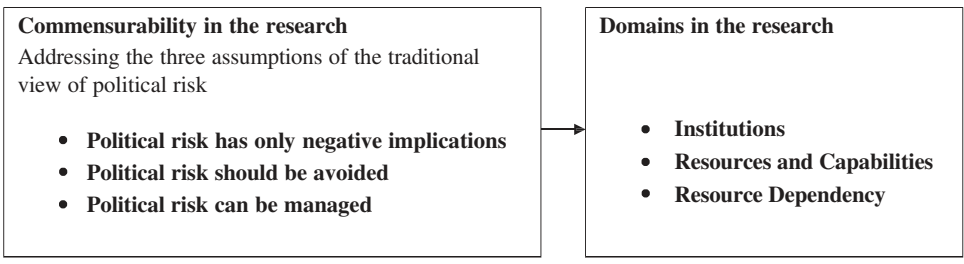 Commensurability in the research
Addressing the three assumptions of the traditional
view of political risk
• Political risk has only negative implications
• Political risk should be avoided
• Political risk can be managed
Domains in the research
• Institutions
• Resources and Capabilities
• Resource Dependency